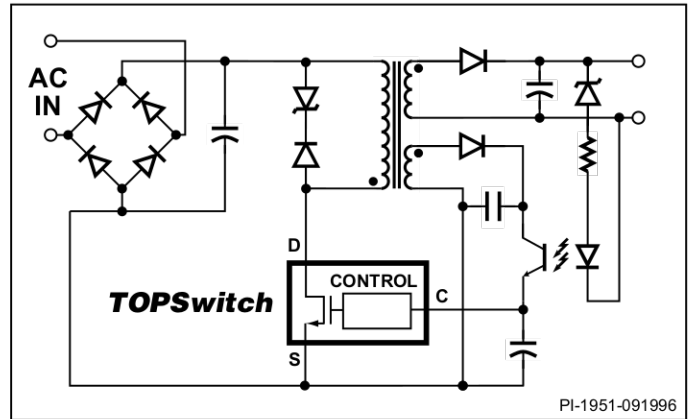 AC
IN
D
CONTROL
TOPSwitch
C
S
PI-1951-091996